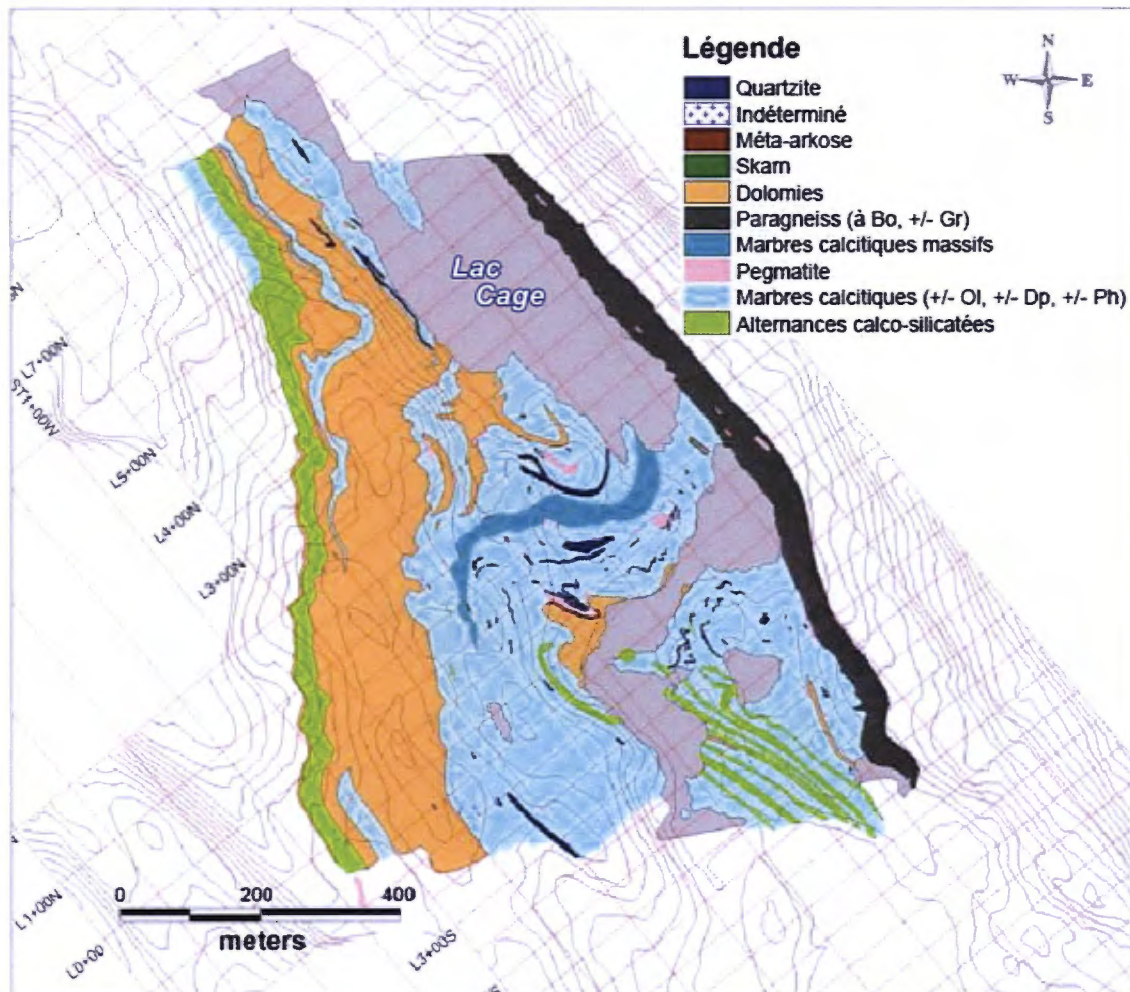 Légende
Quartzite
Indéterminé
Méta-arkose
Skarn
Dolomies
Paragneiss (à Bo, +/- Gr)
Marbres calcitiques massifs
Pegmatite
Marbres calcitiques (+/- Ol, +/- Dp, +/- Ph)
Alternances calco-silicatées
N
W
E
S
Lac
Cage
L7+00N
ST1+00W
L5+00N
L4+00N
L3+00N
L1+00N
L0+00
L3+00S
0
200
400
meters